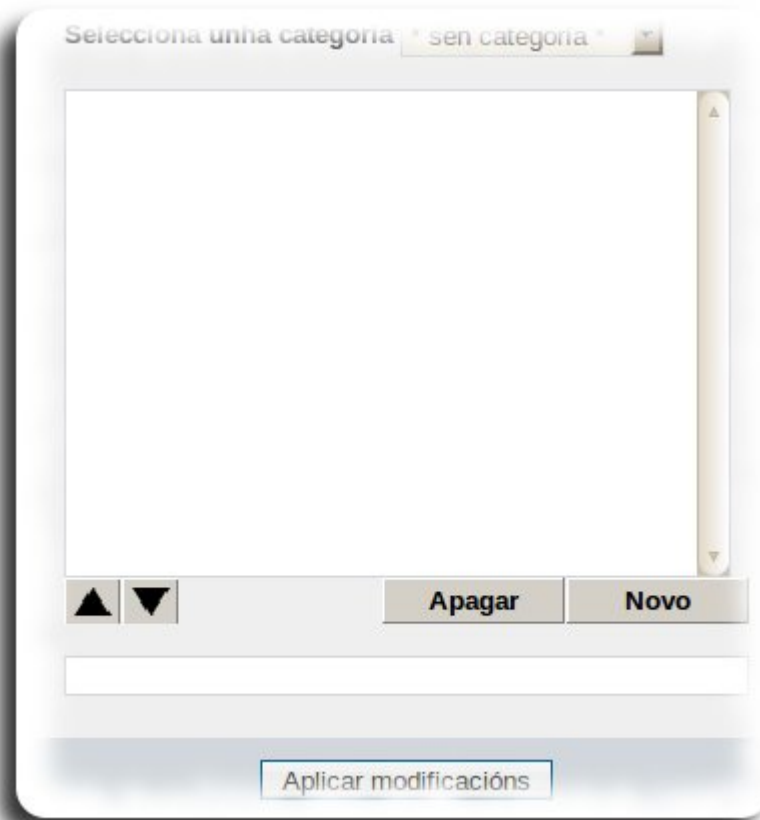 Selecciona unha categoría * sen categoría *
Apagar Novo
Aplicar modificacións